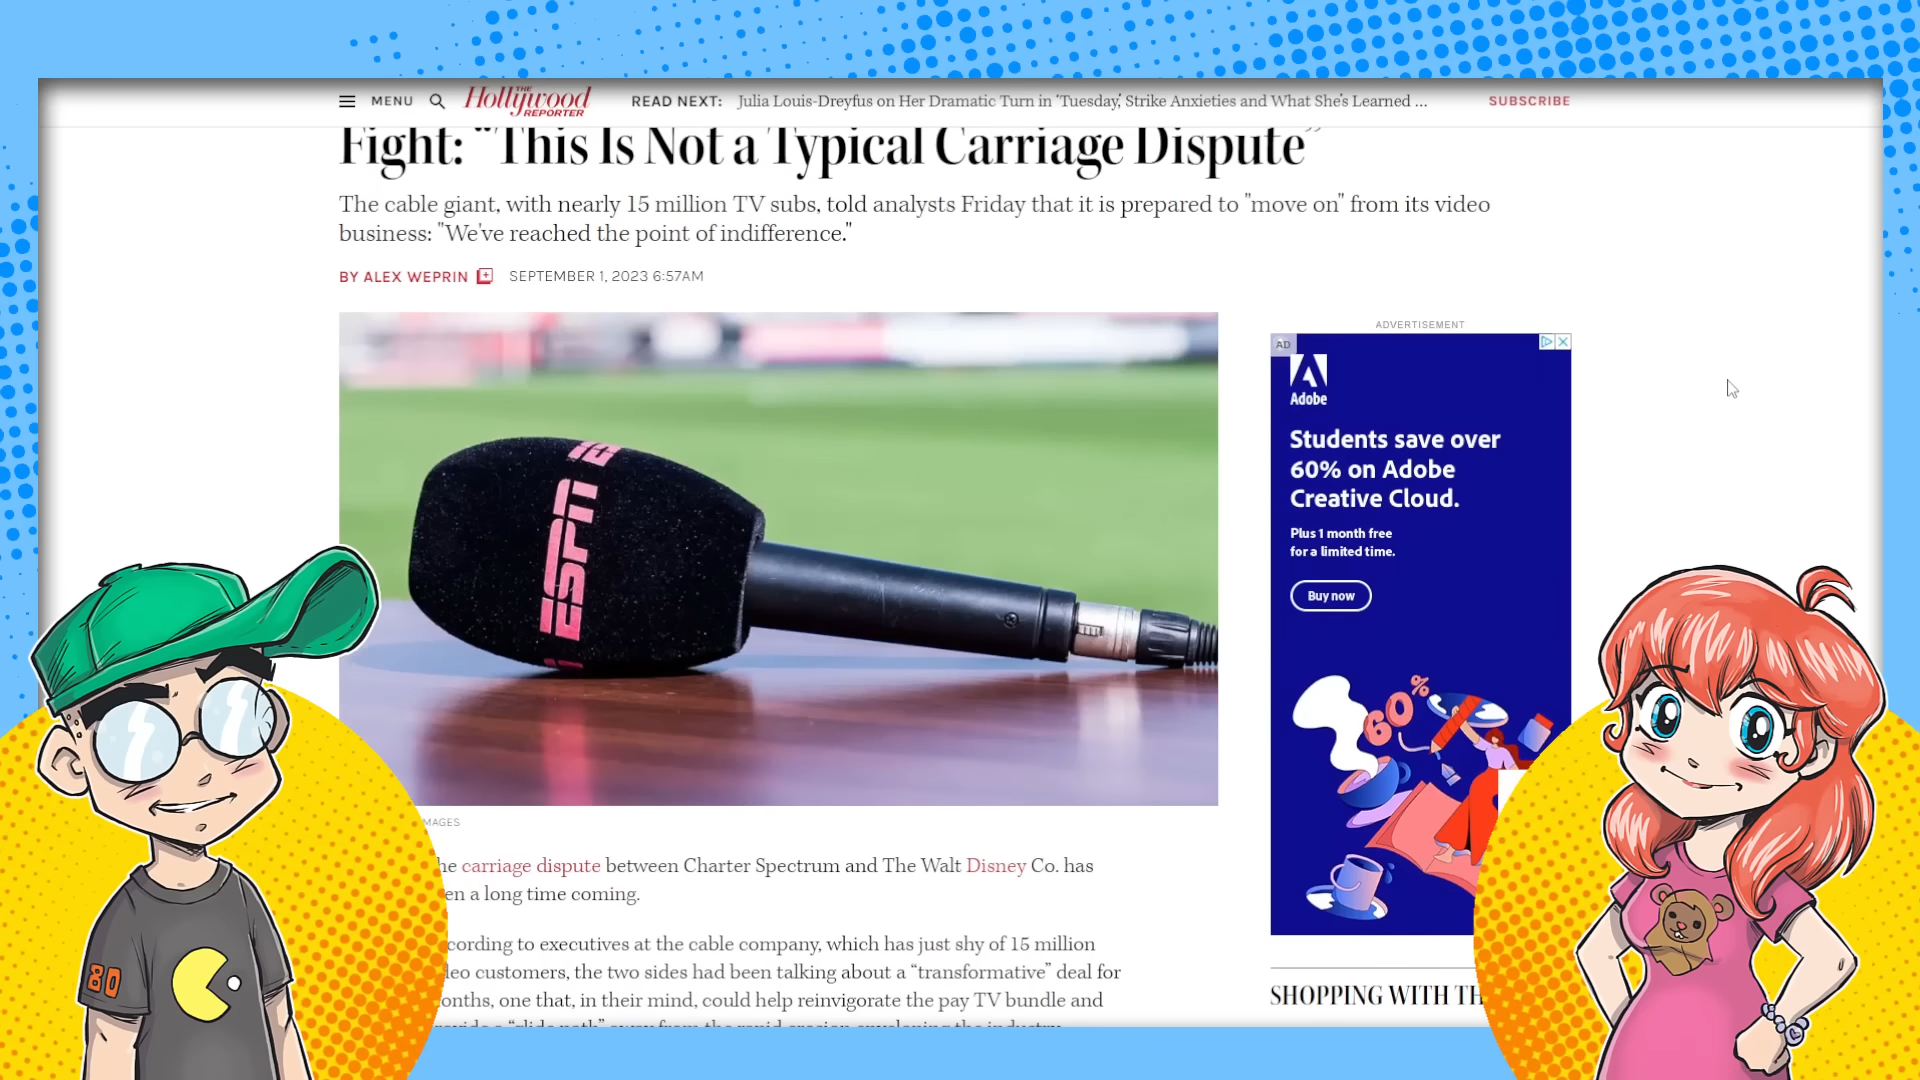 MENU
THE Hollywood REPORTER
READ NEXT: Julia Louis-Dreyfus on Her Dramatic Turn in ‘Tuesday,’ Strike Anxieties and What She’s Learned ...
SUBSCRIBE
Fight: “This Is Not a Typical Carriage Dispute”
The cable giant, with nearly 15 million TV subs, told analysts Friday that it is prepared to "move on" from its video
business: "We've reached the point of indifference."
BY ALEX WEPRIN
SEPTEMBER 1, 2023 6:57AM
ESPN
MAGES
he carriage dispute between Charter Spectrum and The Walt Disney Co. has
en a long time coming.
cording to executives at the cable company, which has just shy of 15 million
leo customers, the two sides had been talking about a “transformative” deal for
onths, one that, in their mind, could help reinvigorate the pay TV bundle and
ADVERTISEMENT
AD
Adobe
Students save over
60% on Adobe
Creative Cloud.
Plus 1 month free
for a limited time.
Buy now
60%
SHOPPING WITH TH
80